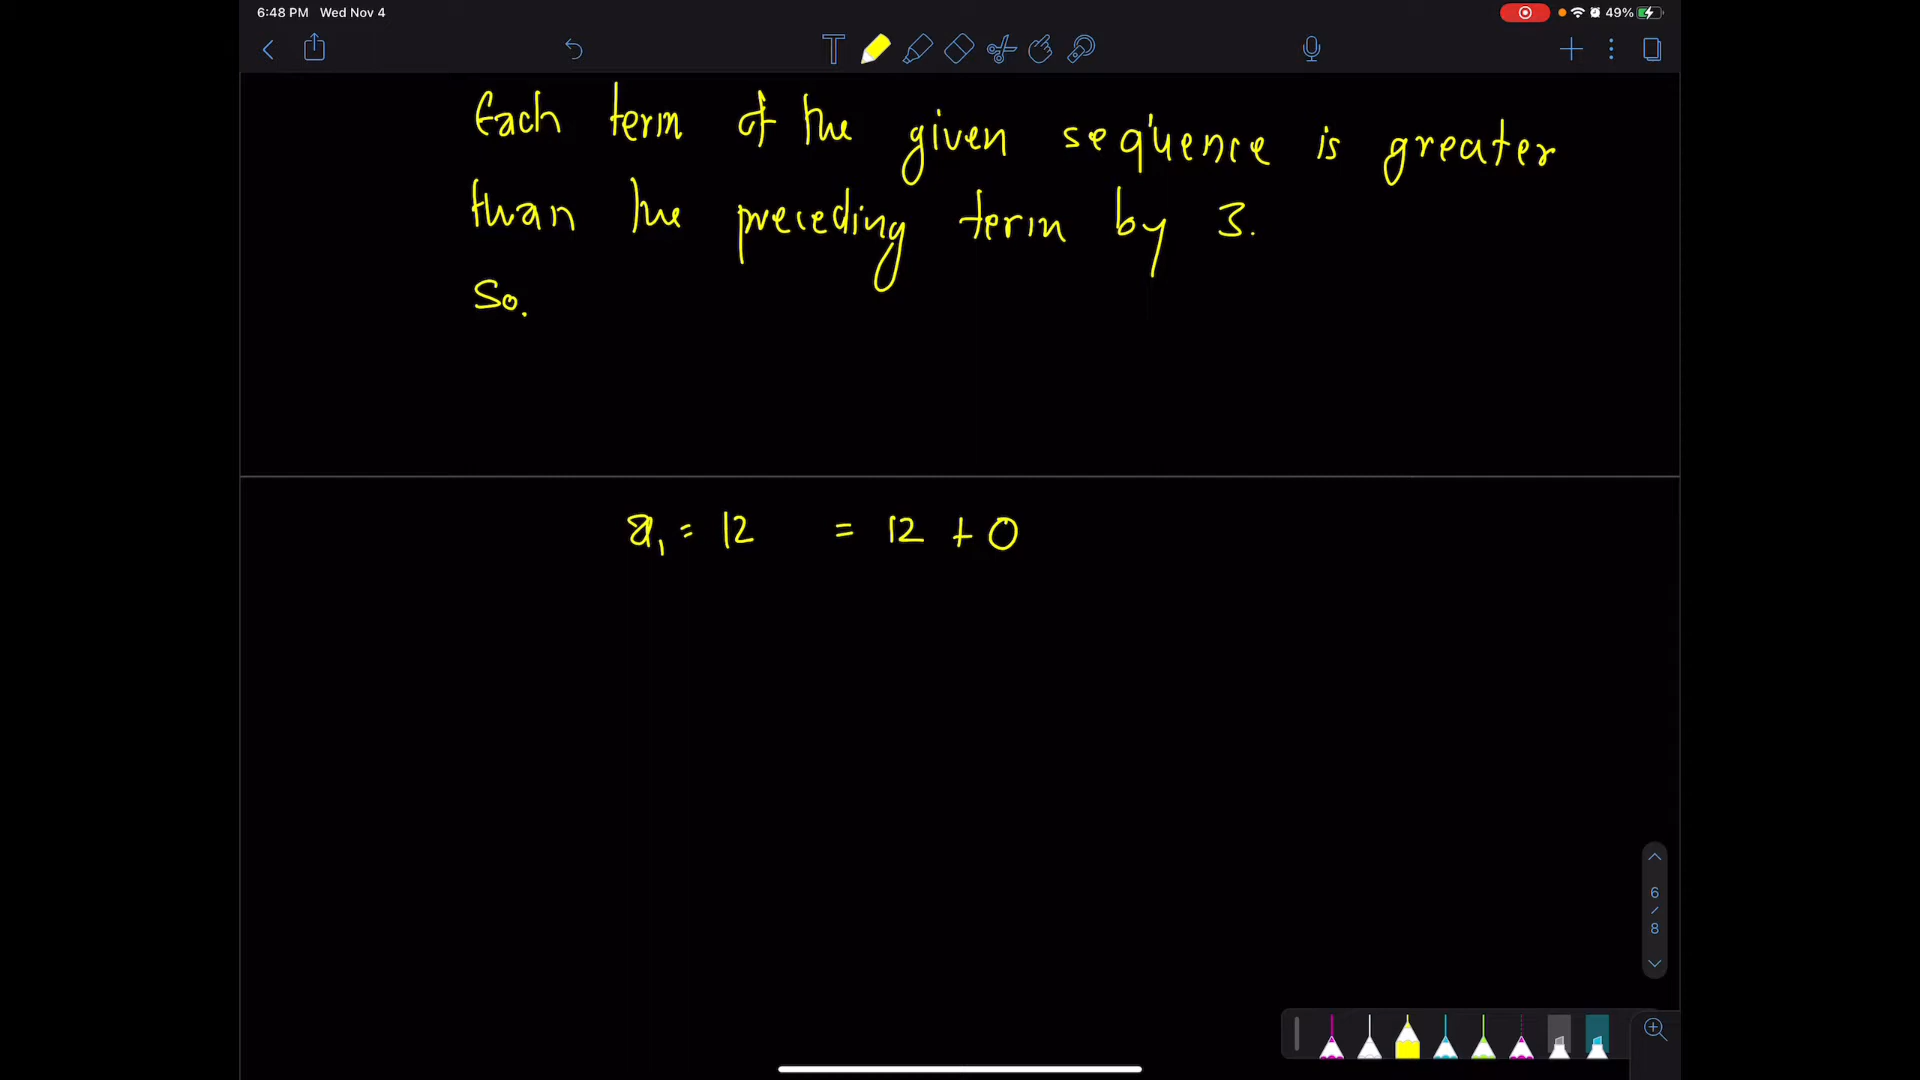 6:48 PM Wed Nov 4
49%
Each term of the given sequence is greater
than the preceding term by 3.
So.
a₁ = 12 = 12 + 0
6
/
8